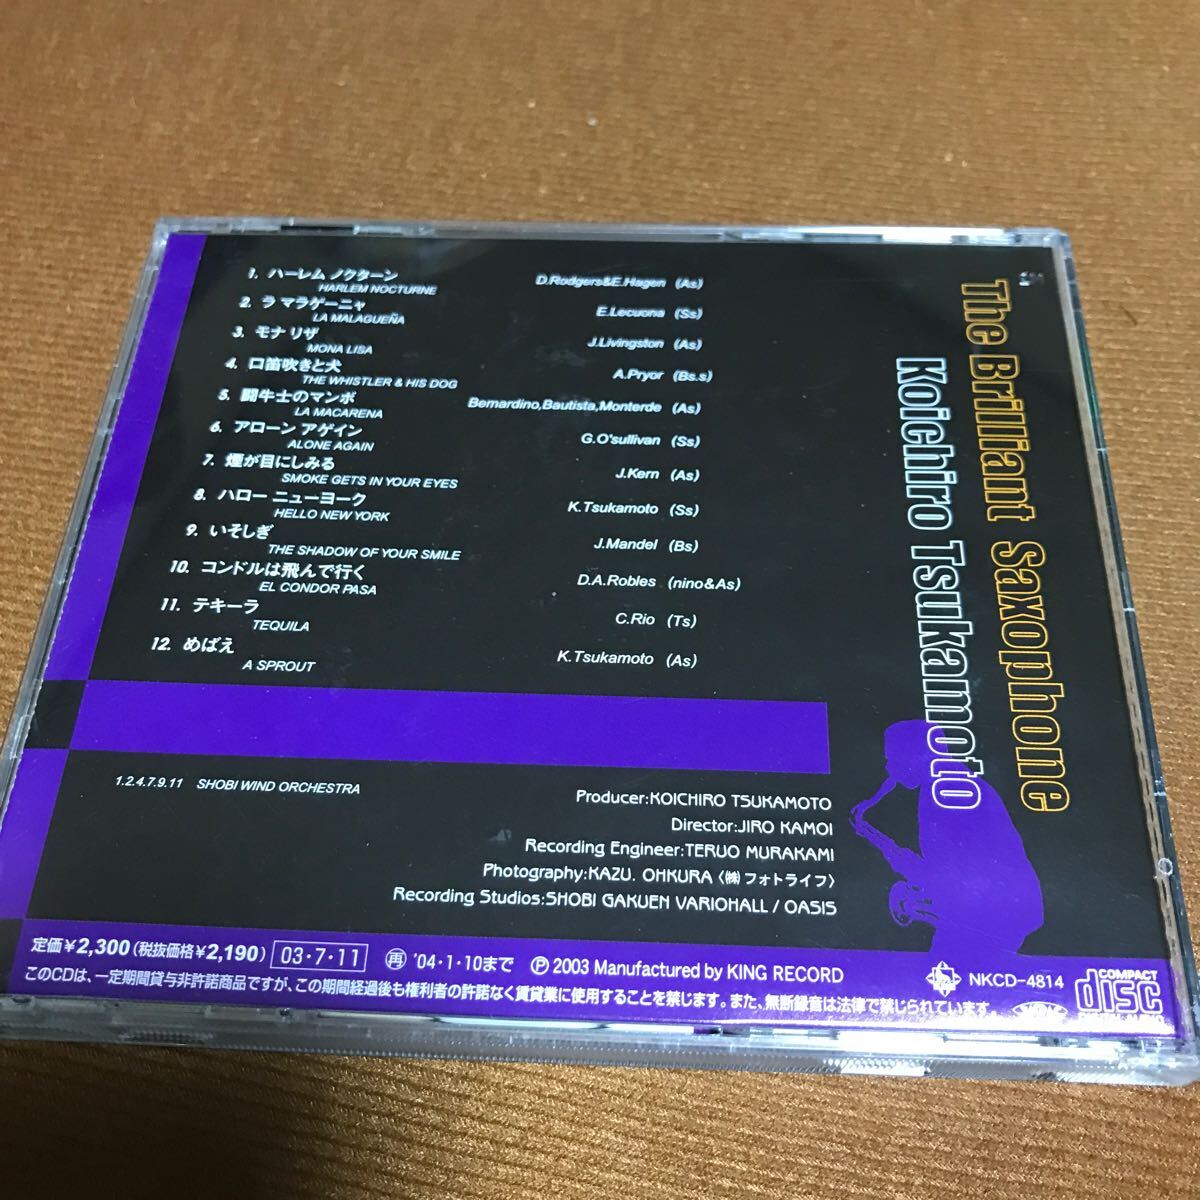 The Brilliant Saxophone
Koichiro Tsukamoto
1. ハーレム ノクターン
HARLEM NOCTURNE D.Rodgers&E.Hagen (As)
2. ラ マラゲーニャ
LA MALAGUEÑA E.Lecuona (Ss)
3. モナ リザ
MONA LISA J.Livingston (As)
4. 口笛吹きと犬
THE WHISTLER & HIS DOG A.Pryor (Bs.s)
5. 闘牛士のマンボ
LA MACARENA Bernardino,Bautista,Monterde (As)
6. アローン アゲイン
ALONE AGAIN G.O'sullivan (Ss)
7. 煙が目にしみる
SMOKE GETS IN YOUR EYES J.Kern (As)
8. ハロー ニューヨーク
HELLO NEW YORK K.Tsukamoto (Ss)
9. いそしぎ
THE SHADOW OF YOUR SMILE J.Mandel (Bs)
10. コンドルは飛んで行く
EL CONDOR PASA D.A.Robles (nino&As)
11. テキーラ
TEQUILA C.Rio (Ts)
12. めばえ
A SPROUT K.Tsukamoto (As)
1.2.4.7.9.11 SHOBI WIND ORCHESTRA
Producer:KOICHIRO TSUKAMOTO
Director:JIRO KAMOI
Recording Engineer:TERUO MURAKAMI
Photography:KAZU. OHKURA〈㈱フォトライフ〉
Recording Studios:SHOBI GAKUEN VARIOHALL / OASIS
定価¥2,300(税抜価格¥2,190) 03・7・11 ㊢再 '04・1・10まで Ⓟ 2003 Manufactured by KING RECORD NKCD-4814
このCDは、一定期間貸与非許諾商品ですが、この期間経過後も権利者の許諾なく賃貸業に使用することを禁じます。また、無断録音は法律で禁じられています。
COMPACT
disc
DIGITAL AUDIO